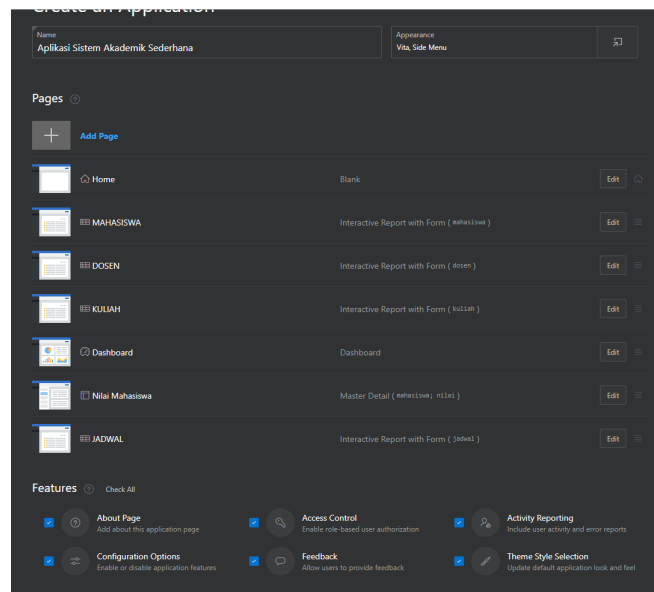 Create an Application
Name
Aplikasi Sistem Akademik Sederhana
Appearance
Vita, Side Menu
Pages
Add Page
Home
Blank
Edit
MAHASISWA
Interactive Report with Form ( mahasiswa )
Edit
DOSEN
Interactive Report with Form ( dosen )
Edit
KULIAH
Interactive Report with Form ( kuliah )
Edit
Dashboard
Dashboard
Edit
Nilai Mahasiswa
Master Detail ( mahasiswa; nilai )
Edit
JADWAL
Interactive Report with Form ( jadwal )
Edit
Features
Check All
About Page
Add about this application page
Access Control
Enable role-based user authorization
Activity Reporting
Include user activity and error reports
Configuration Options
Enable or disable application features
Feedback
Allow users to provide feedback
Theme Style Selection
Update default application look and feel